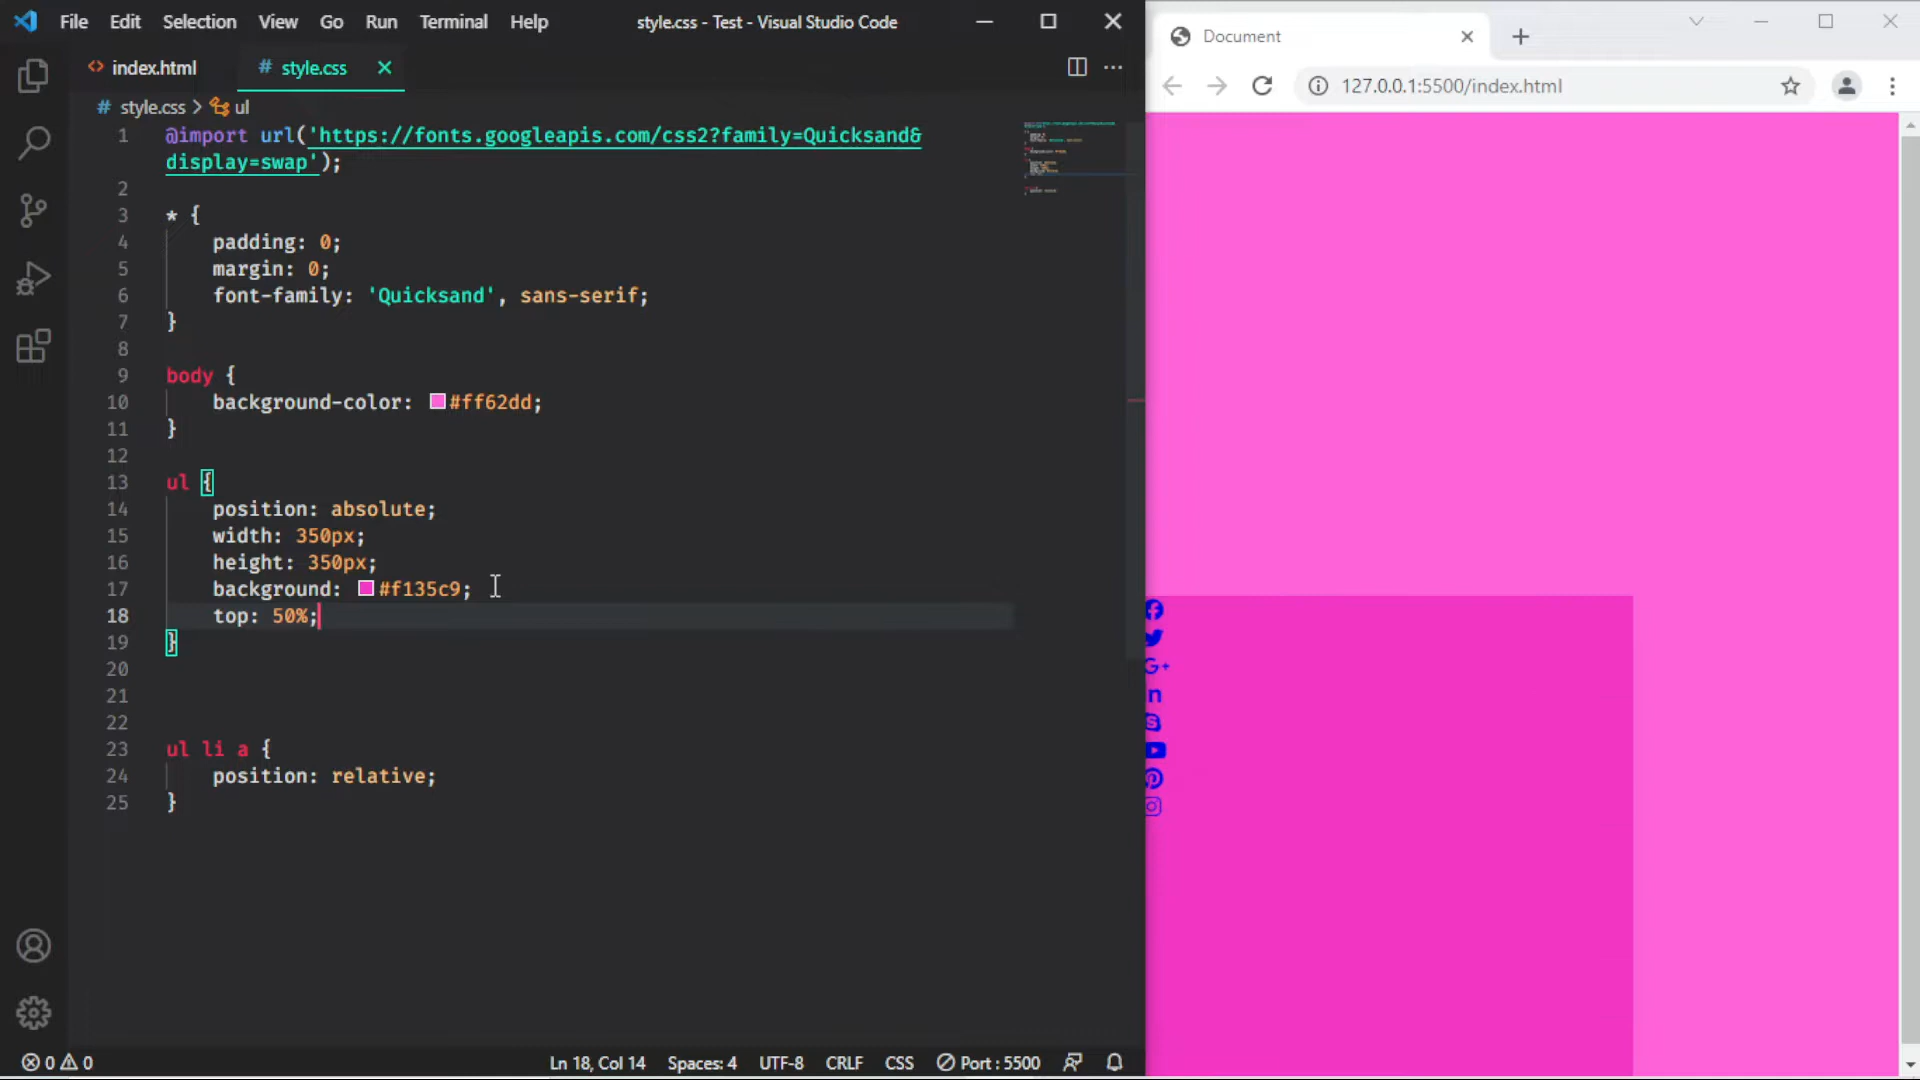 File Edit Selection View Go Run Terminal Help
style.css - Test - Visual Studio Code
index.html
# style.css
# style.css > ul
1 @import url('https://fonts.googleapis.com/css2?family=Quicksand&
display=swap');
2
3 * {
4 padding: 0;
5 margin: 0;
6 font-family: 'Quicksand', sans-serif;
7 }
8
9 body {
10 background-color: #ff62dd;
11 }
12
13 ul {
14 position: absolute;
15 width: 350px;
16 height: 350px;
17 background: #f135c9;
18 top: 50%;
19 }
20
21
22
23 ul li a {
24 position: relative;
25 }
0 0
Ln 18, Col 14
Spaces: 4
UTF-8
CRLF
CSS
Port : 5500
Document
127.0.0.1:5500/index.html
G+
in